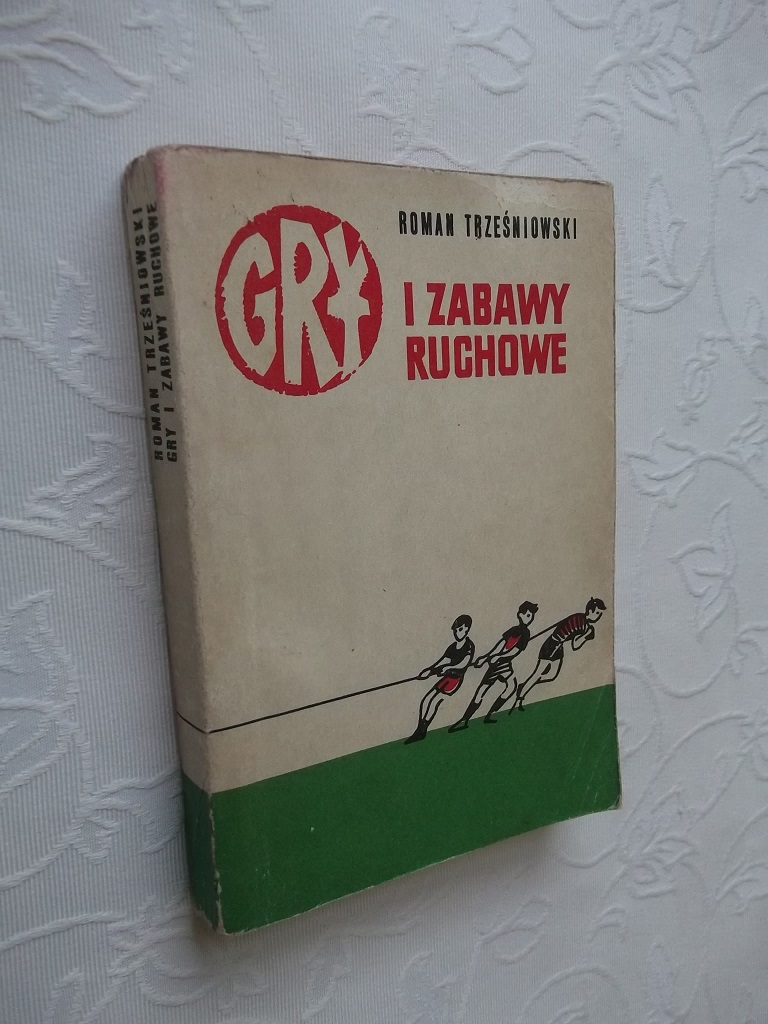 ROMAN TRZEŚNIOWSKI
GRY I ZABAWY RUCHOWE
ROMAN TRZEŚNIOWSKI
GRY
I ZABAWY
RUCHOWE